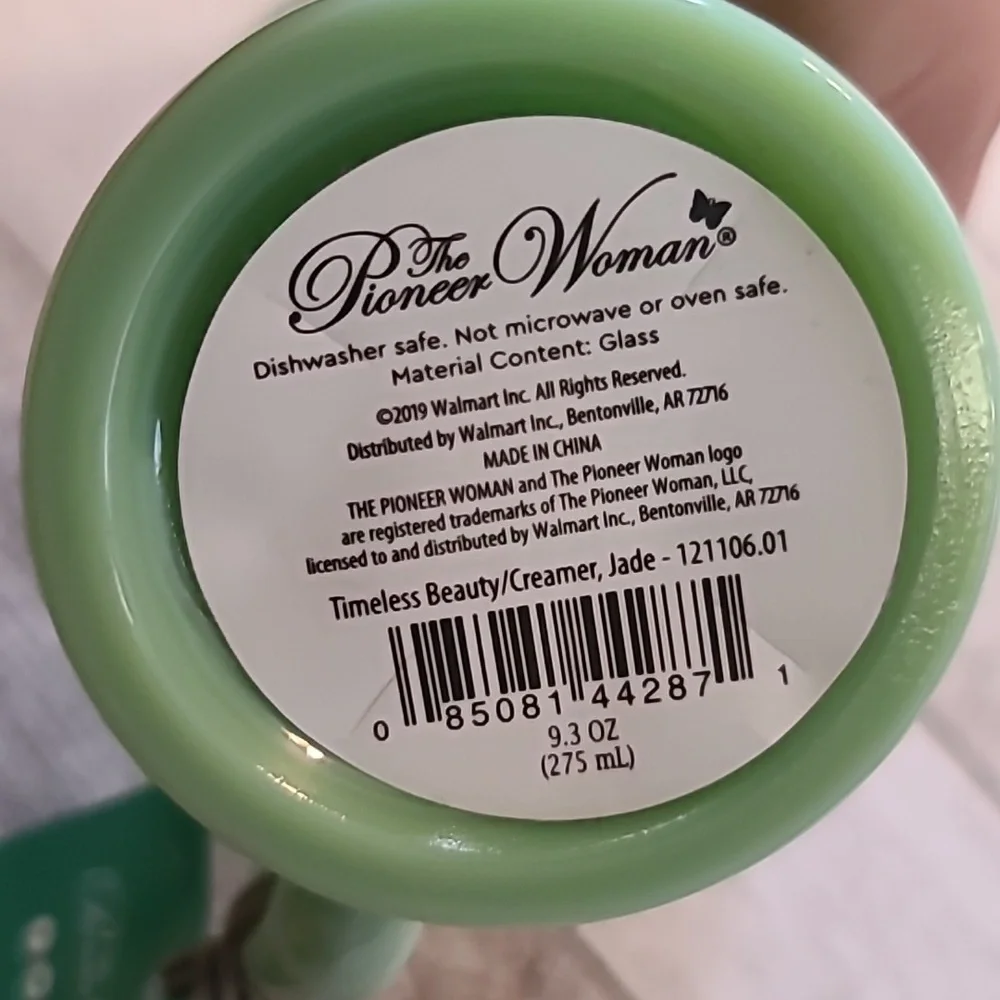 The
Pioneer Woman®
Dishwasher safe. Not microwave or oven safe.
Material Content: Glass
©2019 Walmart Inc. All Rights Reserved.
Distributed by Walmart Inc., Bentonville, AR 72716
MADE IN CHINA
THE PIONEER WOMAN and The Pioneer Woman logo
are registered trademarks of The Pioneer Woman, LLC,
licensed to and distributed by Walmart Inc., Bentonville, AR 72716
Timeless Beauty/Creamer, Jade - 121106.01
0 85081 44287 1
9.3 OZ
(275 mL)